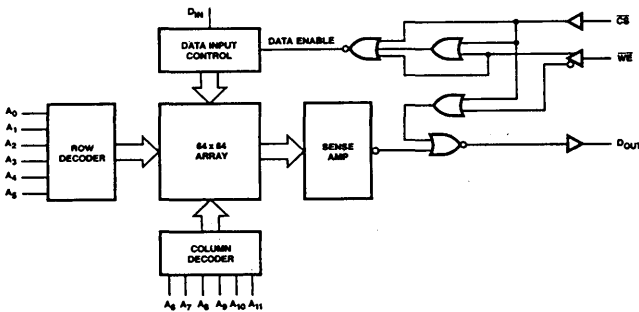 DIN
DATA INPUT
CONTROL
DATA ENABLE
CS
WE
A0
A1
A2
A3
A4
A5
ROW
DECODER
64 x 64
ARRAY
SENSE
AMP
DOUT
COLUMN
DECODER
A6 A7 A8 A9 A10 A11